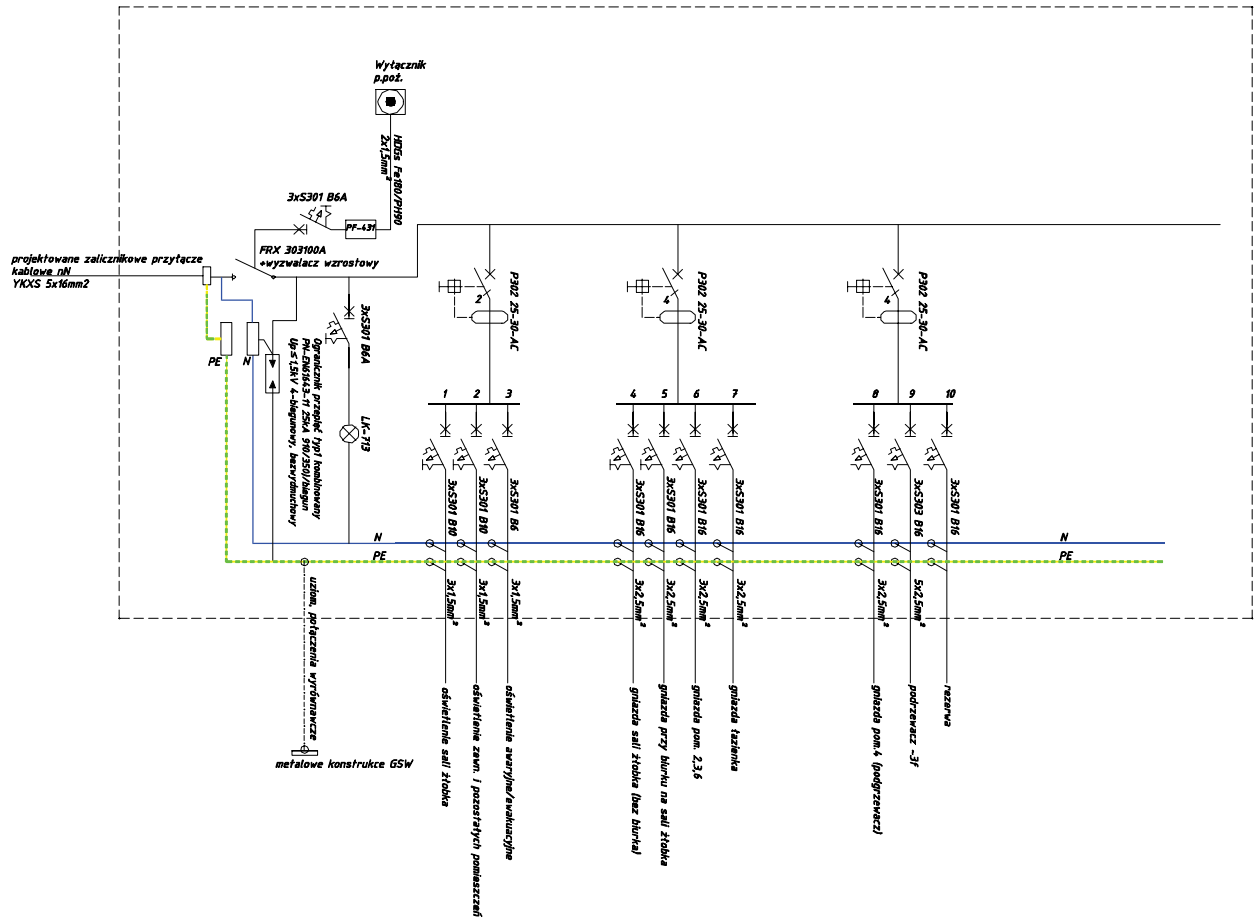 Wyłącznik
p.poż.
HDGs Fe180/PH90
2x1,5mm²
3xS301 B6A
PF-431
FRX 303100A
+wyzwalacz wzrostowy
projektowane zalicznikowe przyłącze
kablowe nN
YKXS 5x16mm2
PE
N
Ogranicznik przepięć typ1 kombinowany
PN-EN61643-11 25kA 910/350)/biegun
Up≤1,5kV 4-biegunowy, bezwydmuchowy
3xS301 B6A
LK-713
2
P302 25-30-AC
4
P302 25-30-AC
4
P302 25-30-AC
1
2
3
4
5
6
7
8
9
10
3xS301 B10
3xS301 B10
3xS301 B6
3xS301 B16
3xS301 B16
3xS301 B16
3xS301 B16
3xS301 B16
3xS303 B16
3xS301 B16
N
PE
N
PE
3x1,5mm²
3x1,5mm²
3x1,5mm²
3x2,5mm²
3x2,5mm²
3x2,5mm²
3x2,5mm²
3x2,5mm²
5x2,5mm²
uziom, połączenia wyrównawcze
metalowe konstrukce GSW
oświetlenie sali żłobka
oświetlenie zewn. i pozostałych pomieszczeń
oświetlenie awaryjne/ewakuacyjne
gniazda sali żłobka (bez biurka)
gniazda przy biurku na sali żłobka
gniazda pom. 2,3,6
gniazda łazienka
gniazda pom.4 (podgrzewacz)
podrzewacz -3f
rezerwa